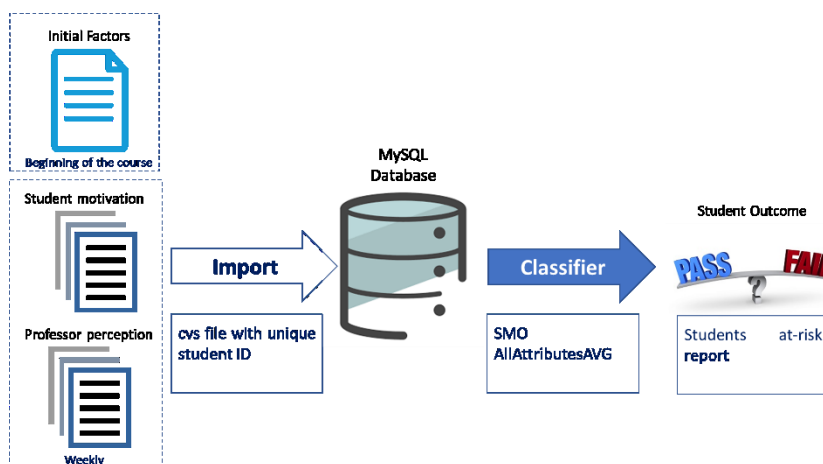 Initial Factors
Beginning of the course
Student motivation
Professor perception
Weekly
Import
cvs file with unique
student ID
MySQL
Database
Classifier
SMO
AllAttributesAVG
Student Outcome
PASS
FAIL
?
Students at-risk
report